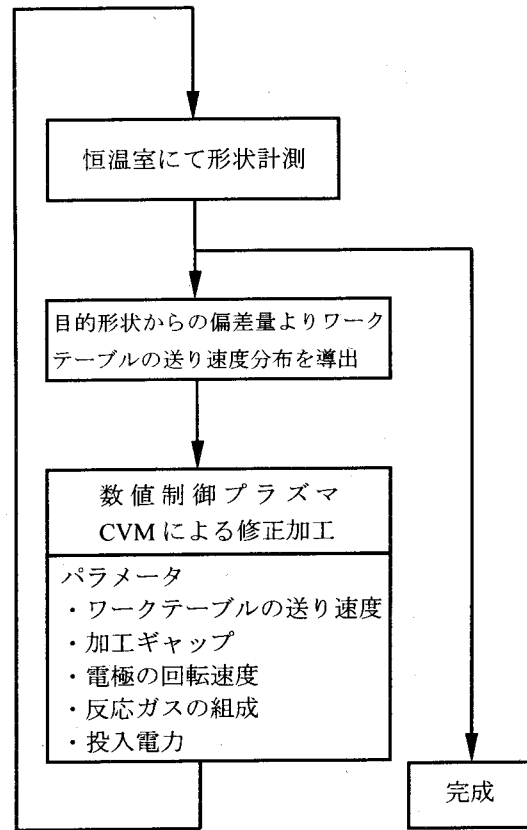 恒温室にて形状計測
目的形状からの偏差量よりワーク
テーブルの送り速度分布を導出
数値制御プラズマ
CVMによる修正加工
パラメータ
・ワークテーブルの送り速度
・加工ギャップ
・電極の回転速度
・反応ガスの組成
・投入電力
完成